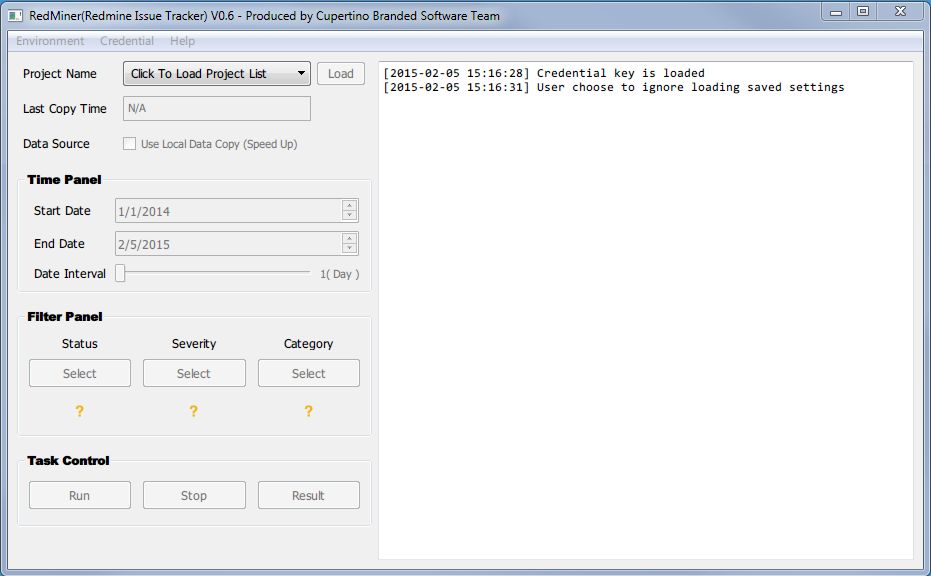 RedMiner(Redmine Issue Tracker) V0.6 - Produced by Cupertino Branded Software Team
Environment Credential Help
Project Name Click To Load Project List Load
Last Copy Time N/A
Data Source Use Local Data Copy (Speed Up)
Time Panel
Start Date 1/1/2014
End Date 2/5/2015
Date Interval 1( Day )
Filter Panel
Status Severity Category
Select Select Select
? ? ?
Task Control
Run Stop Result
[2015-02-05 15:16:28] Credential key is loaded
[2015-02-05 15:16:31] User choose to ignore loading saved settings